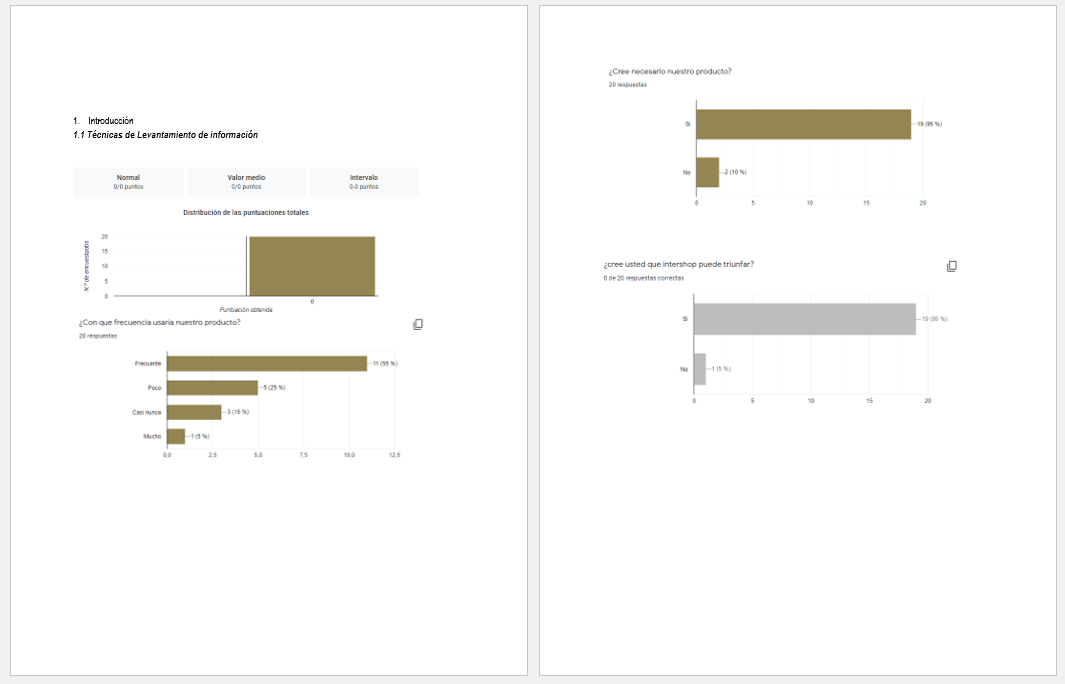 1. Introducción
1.1 Técnicas de Levantamiento de información
Normal
0/0 puntos
Valor medio
0/0 puntos
Intervalo
0-0 puntos
Distribución de las puntuaciones totales
N.º de encuestados
20
15
10
5
0
0
Puntuación obtenida
¿Con que frecuencia usaria nuestro producto?
20 respuestas
Frecuente
11 (55 %)
Poco
5 (25 %)
Casi nunca
3 (15 %)
Mucho
1 (5 %)
0,0 2,5 5,0 7,5 10,0 12,5
¿Cree necesario nuestro producto?
20 respuestas
Si
19 (95 %)
No
2 (10 %)
0 5 10 15 20
¿cree usted que intershop puede triunfar?
0 de 20 respuestas correctas
Si
19 (95 %)
No
1 (5 %)
0 5 10 15 20